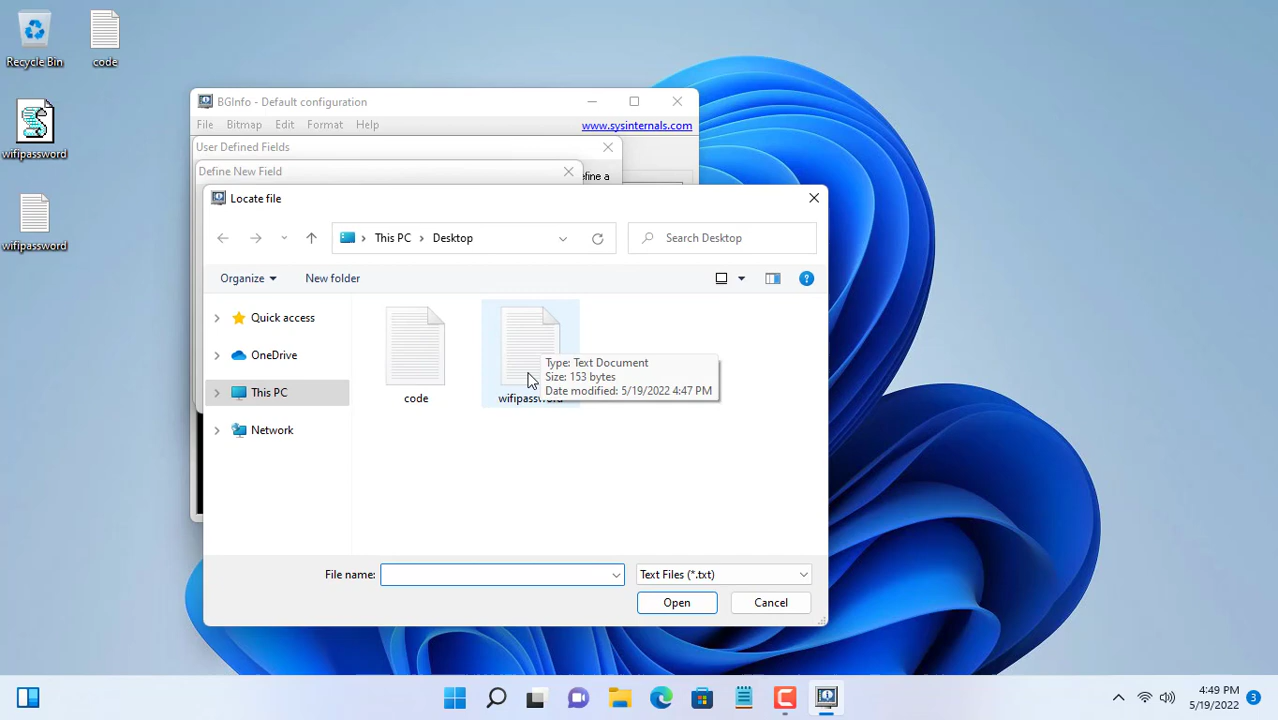 Recycle Bin
code
wifipassword
wifipassword
BGInfo - Default configuration
File Bitmap Edit Format Help
www.sysinternals.com
User Defined Fields
Define New Field
efine a
Locate file
This PC Desktop
Search Desktop
Organize
New folder
Quick access
OneDrive
This PC
Network
code
Type: Text Document
Size: 153 bytes
Date modified: 5/19/2022 4:47 PM
wifipassword
File name:
Text Files (*.txt)
Open
Cancel
4:49 PM
5/19/2022
3